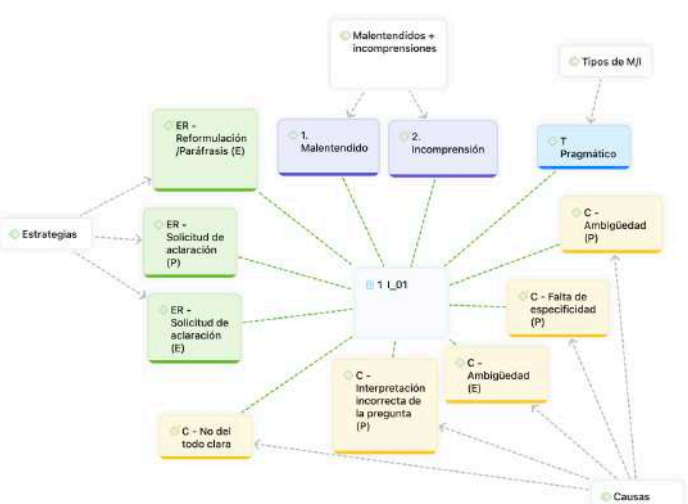 Malentendidos +
incomprensiones
Tipos de M/I
ER -
Reformulación
/Paráfrasis (E)
1.
Malentendido
2.
Incomprensión
T
Pragmático
C -
Ambigüedad
(P)
Estrategias
ER -
Solicitud de
aclaración
(P)
1 I_01
C - Falta de
especificidad
(P)
ER -
Solicitud de
aclaración
(E)
C -
Interpretación
incorrecta de
la pregunta
(P)
C -
Ambigüedad
(E)
C - No del
todo clara
Causas